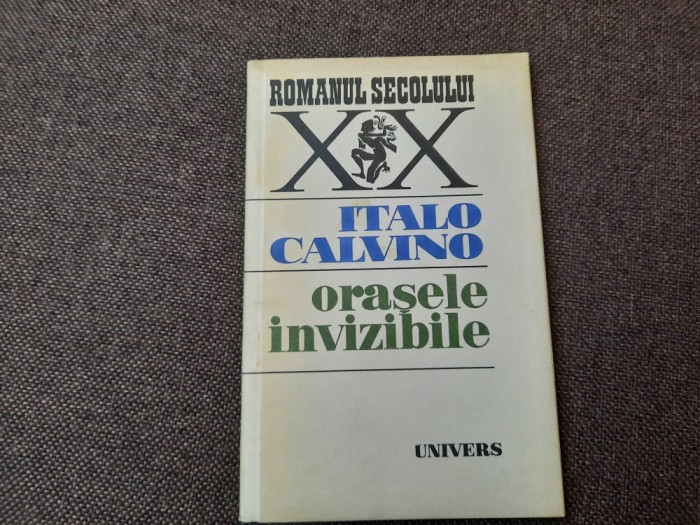 ROMANUL SECOLULUI
XX
ITALO
CALVINO
orașele
invizibile
UNIVERS